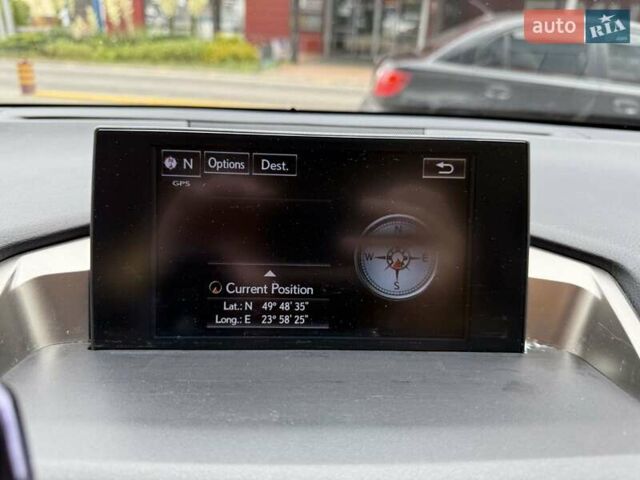 auto RIA
N Options Dest.
GPS
N
W E
S
Current Position
Lat.: N 49° 48' 35"
Long.: E 23° 58' 25"